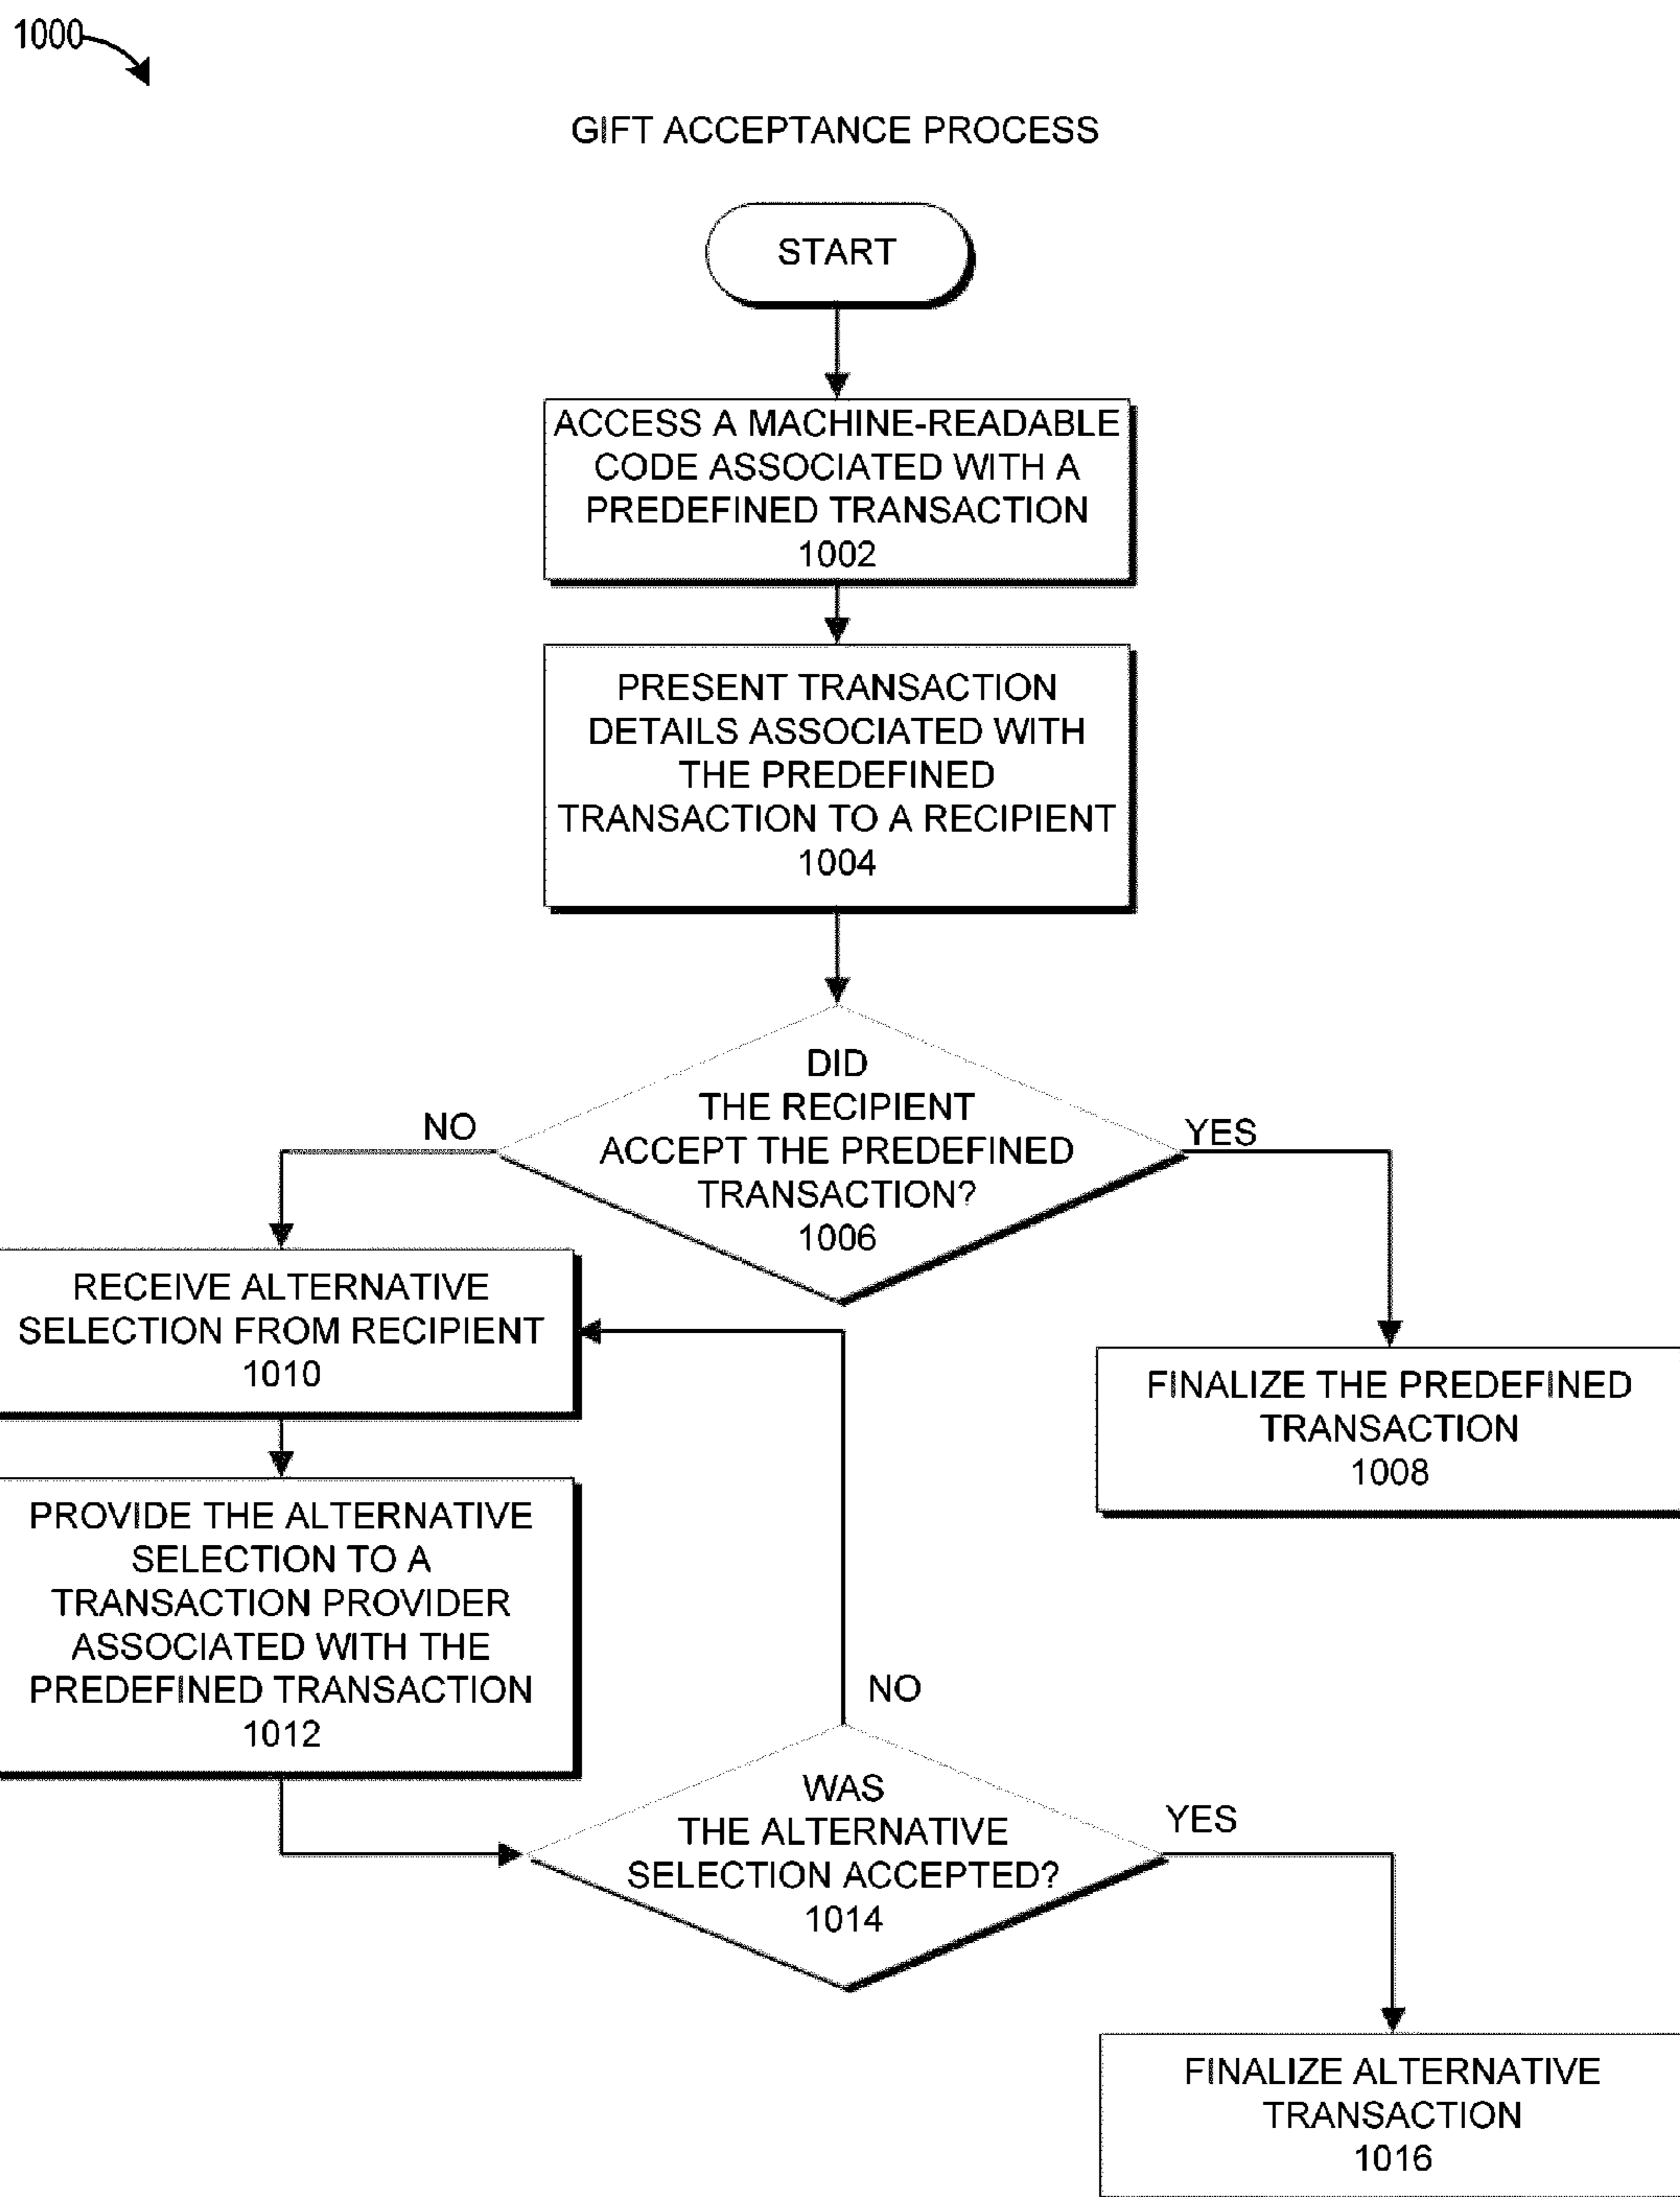 1000
GIFT ACCEPTANCE PROCESS
START
ACCESS A MACHINE-READABLE
CODE ASSOCIATED WITH A
PREDEFINED TRANSACTION
1002
PRESENT TRANSACTION
DETAILS ASSOCIATED WITH
THE PREDEFINED
TRANSACTION TO A RECIPIENT
1004
DID
THE RECIPIENT
ACCEPT THE PREDEFINED
TRANSACTION?
1006
NO
YES
RECEIVE ALTERNATIVE
SELECTION FROM RECIPIENT
1010
FINALIZE THE PREDEFINED
TRANSACTION
1008
PROVIDE THE ALTERNATIVE
SELECTION TO A
TRANSACTION PROVIDER
ASSOCIATED WITH THE
PREDEFINED TRANSACTION
1012
NO
WAS
THE ALTERNATIVE
SELECTION ACCEPTED?
1014
YES
FINALIZE ALTERNATIVE
TRANSACTION
1016